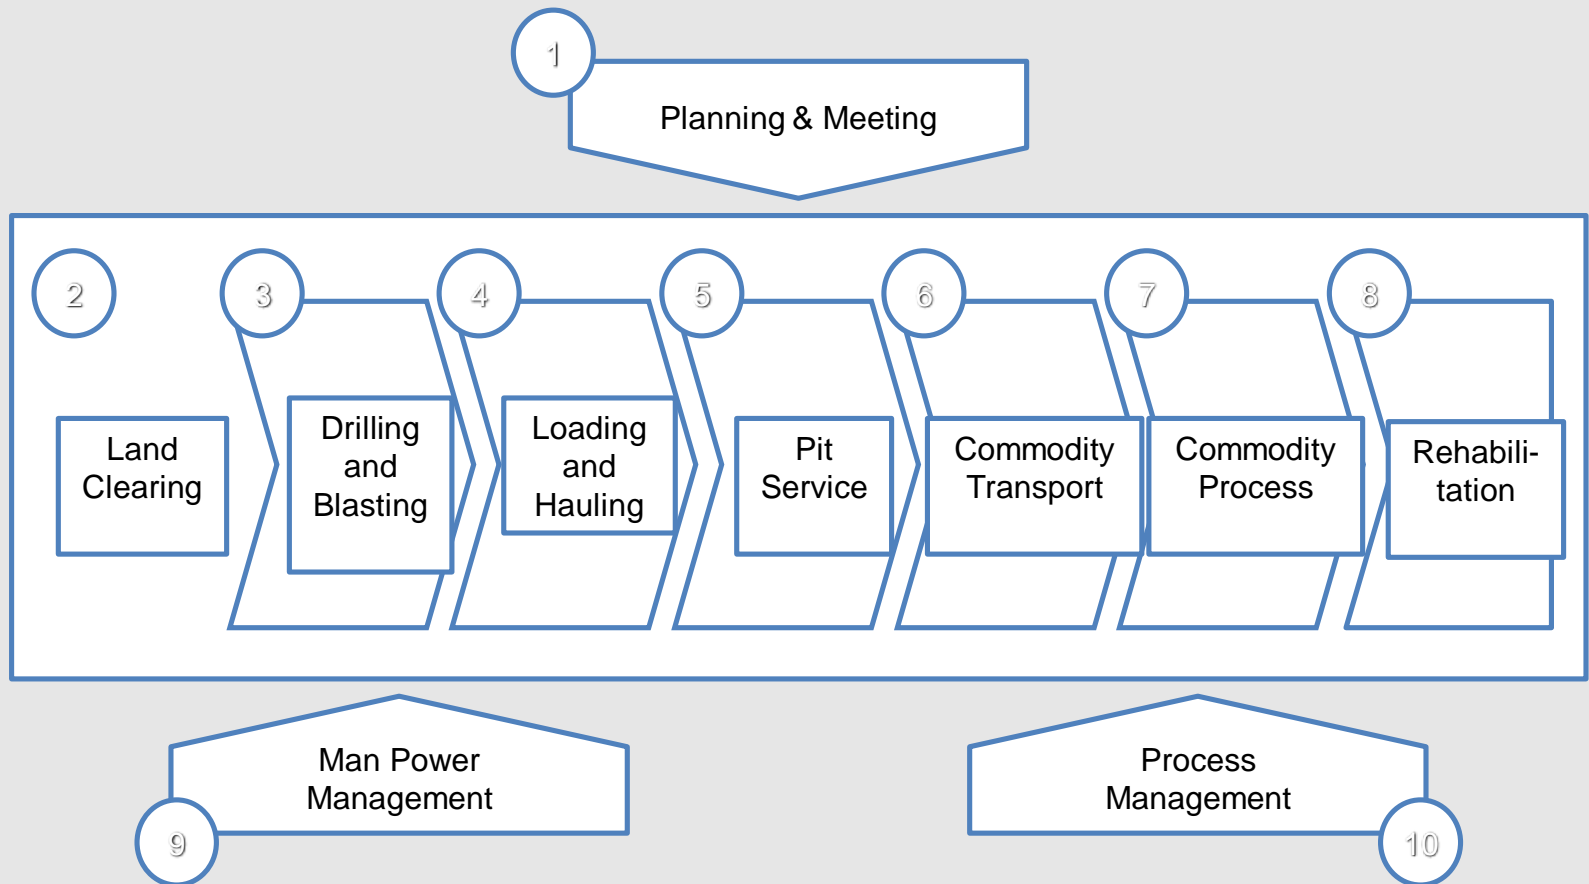 1
Planning & Meeting
2
3
4
5
6
7
8
Land
Clearing
Drilling
and
Blasting
Loading
and
Hauling
Pit
Service
Commodity
Transport
Commodity
Process
Rehabili-
tation
Man Power
Management
9
Process
Management
10